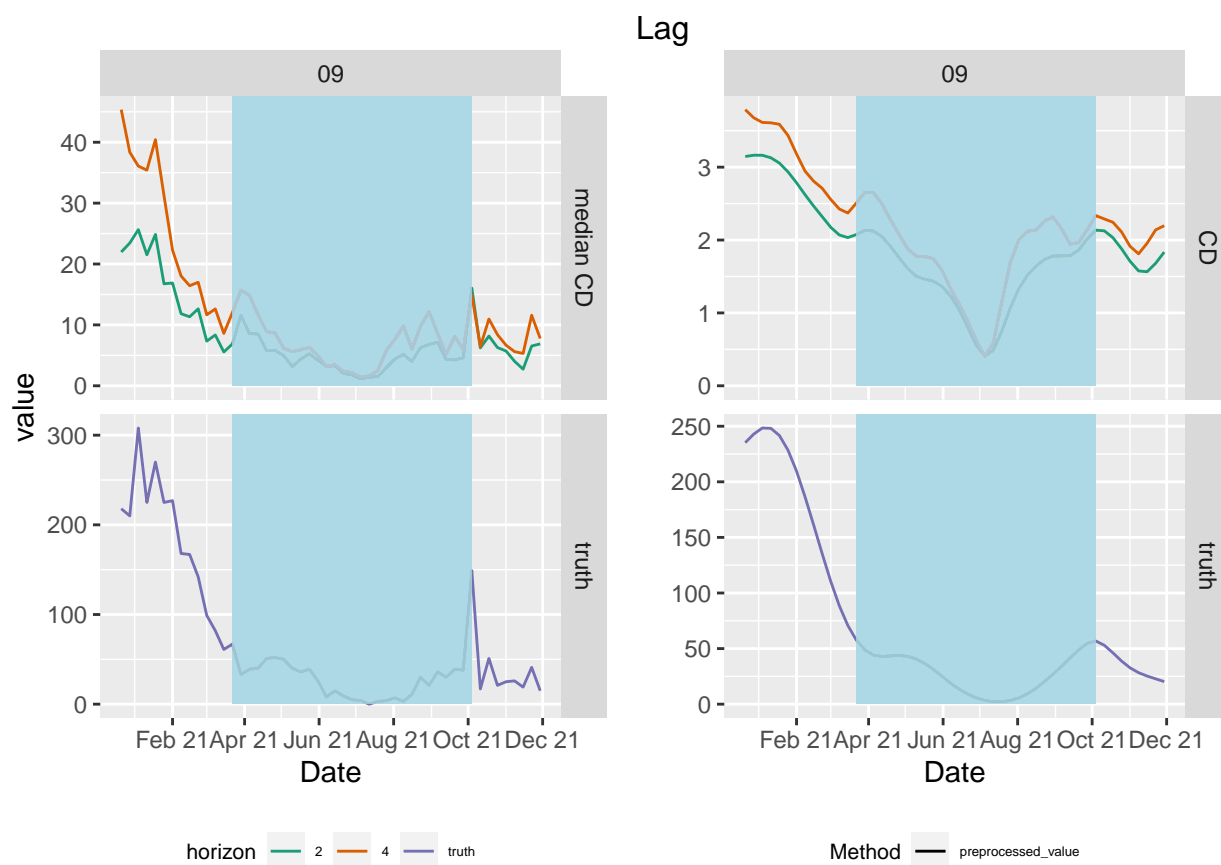 Lag
09
09
40
30
20
10
0
median CD
3
2
1
0
CD
value
300
200
100
0
truth
250
200
150
100
50
0
truth
Feb 21 Apr 21 Jun 21 Aug 21 Oct 21 Dec 21
Feb 21 Apr 21 Jun 21 Aug 21 Oct 21 Dec 21
Date
Date
horizon 2 4 truth
Method preprocessed_value